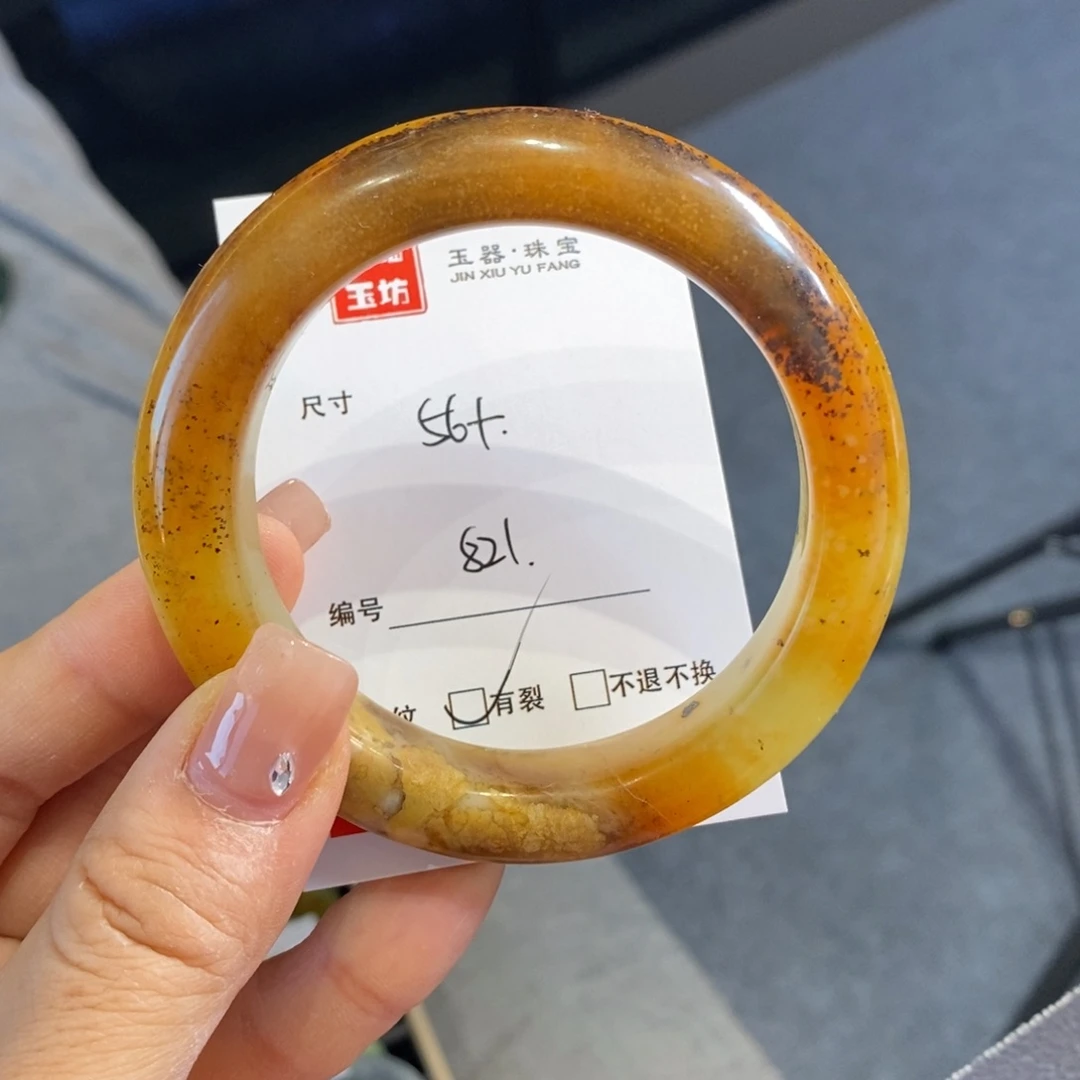 玉坊
玉器·珠宝
JIN XIU YU FANG
尺寸 56+.
821.
编号
纹 有裂 不退不换